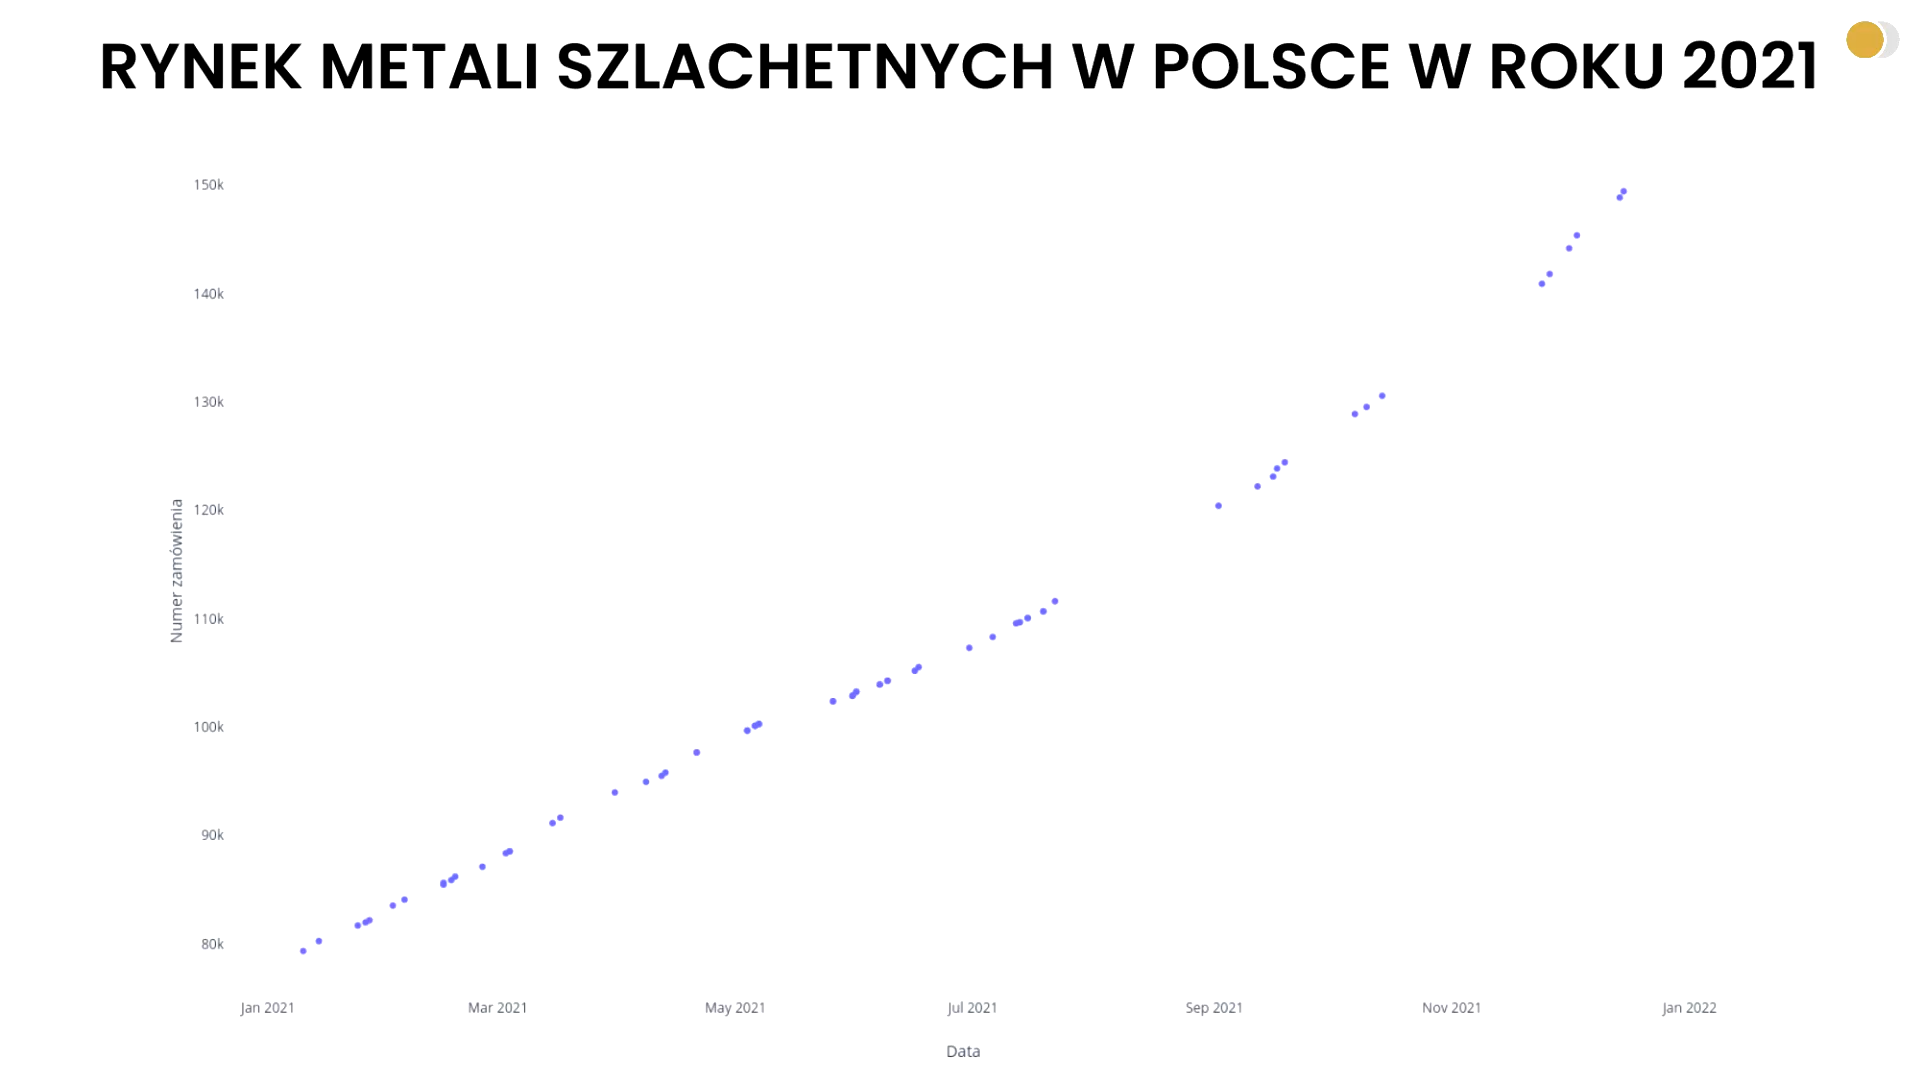 RYNEK METALI SZLACHETNYCH W POLSCE W ROKU 2021
150k
140k
130k
120k
110k
100k
90k
80k
Numer zamówienia
Jan 2021
Mar 2021
May 2021
Jul 2021
Sep 2021
Nov 2021
Jan 2022
Data